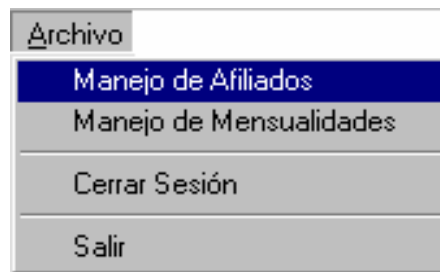 Archivo
Manejo de Afiliados
Manejo de Mensualidades
Cerrar Sesión
Salir